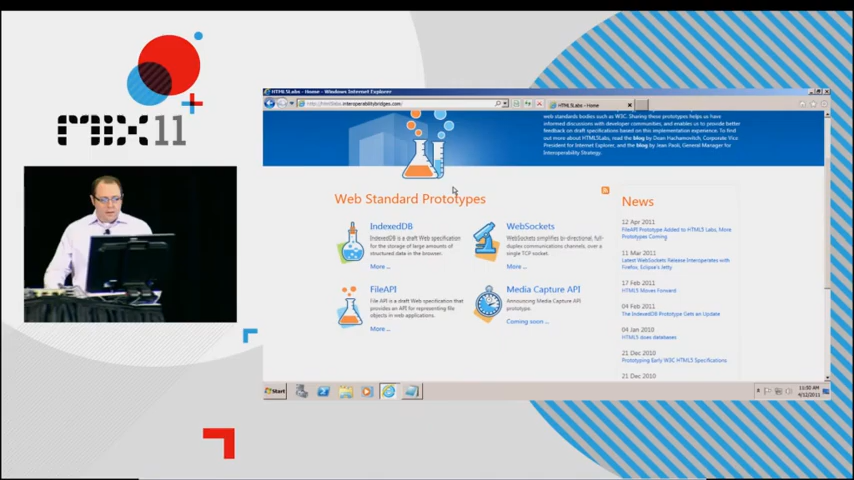 MIX11
HTML5Labs - Home - Windows Internet Explorer
interoperabilitybridges.com/
HTML5Labs - Home
web standards bodies such as W3C. Sharing these prototypes helps us have
informed discussions with developer communities, and enables us to provide better
feedback on draft specifications based on this implementation experience. To find
out more about HTML5Labs, read the blog by Dean Hachamovitch, Corporate Vice
President for Internet Explorer, and the blog by Jean Paoli, General Manager for
Interoperability Strategy.
Web Standard Prototypes
IndexedDB
IndexedDB is a draft Web specification
for the storage of large amounts of
structured data in the browser.
More ...
WebSockets
WebSockets simplifies bi-directional, full-
duplex communications channels, over a
single TCP socket.
More ...
FileAPI
File API is a draft Web specification that
provides an API for representing file
objects in web applications.
More ...
Media Capture API
Announcing Media Capture API
prototype.
Coming soon ...
News
12 Apr 2011
FileAPI Prototype Added to HTML5 Labs, More
Prototypes Coming
11 Mar 2011
Latest WebSockets Release Interoperates with
Firefox, Eclipse's Jetty
17 Feb 2011
HTML5 Moves Forward
04 Feb 2011
The IndexedDB Prototype Gets an Update
04 Jan 2010
HTML5 does databases
21 Dec 2010
Prototyping Early W3C HTML5 Specifications
21 Dec 2010
Start
11:50 AM
4/12/2011